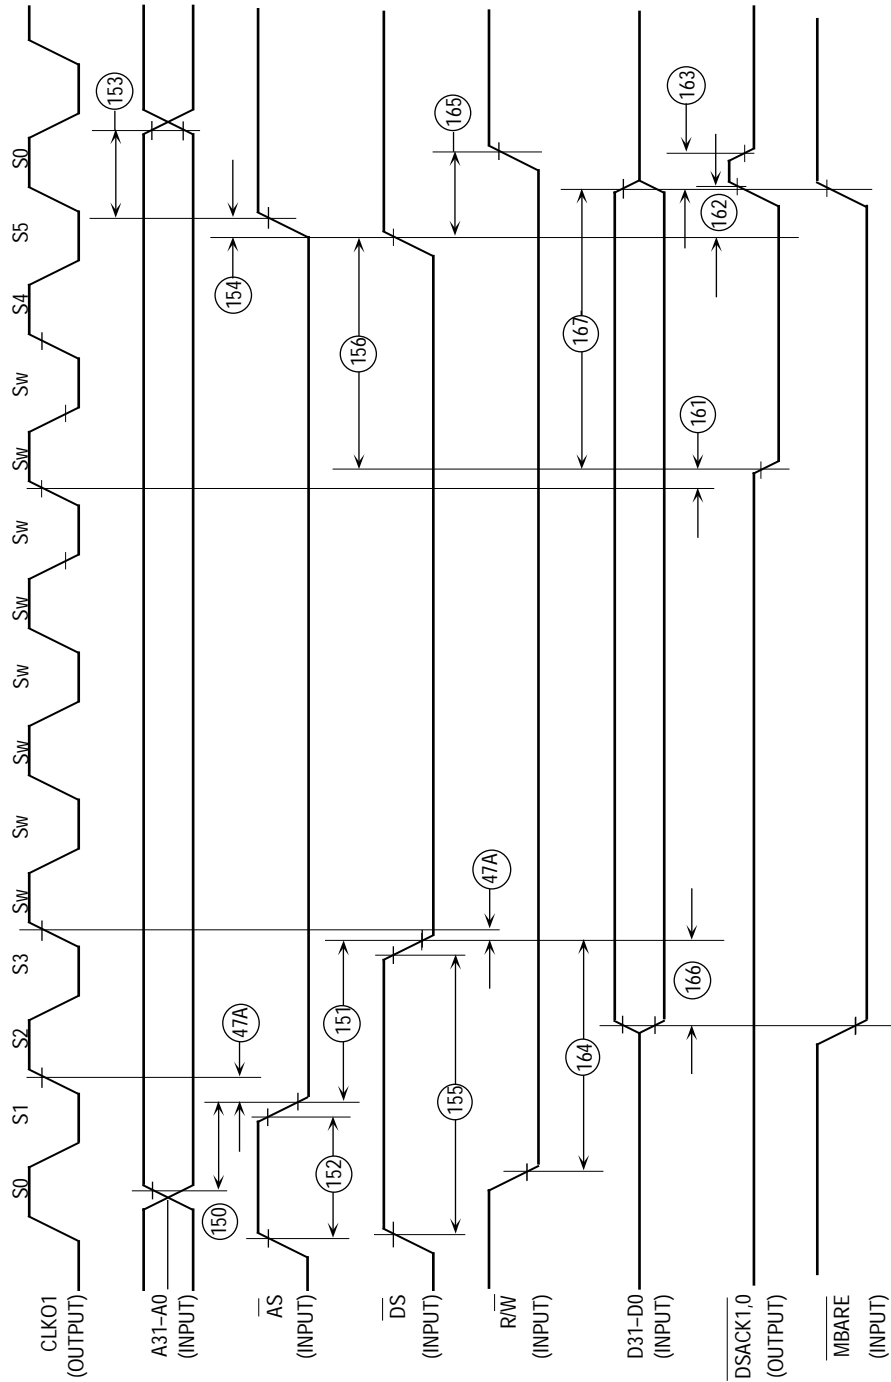 S0 S1 S2 S3 Sw Sw Sw Sw Sw Sw Sw Sw S4 S5 S0
CLKO1
(OUTPUT)
153
A31–A0
(INPUT)
150 47A 154
AS
(INPUT)
152 151 156
DS
(INPUT)
155 165
47A
R/W
(INPUT)
164 167
D31–D0
(INPUT)
166 161 163
162
DSACK1,0
(OUTPUT)
MBARE
(INPUT)